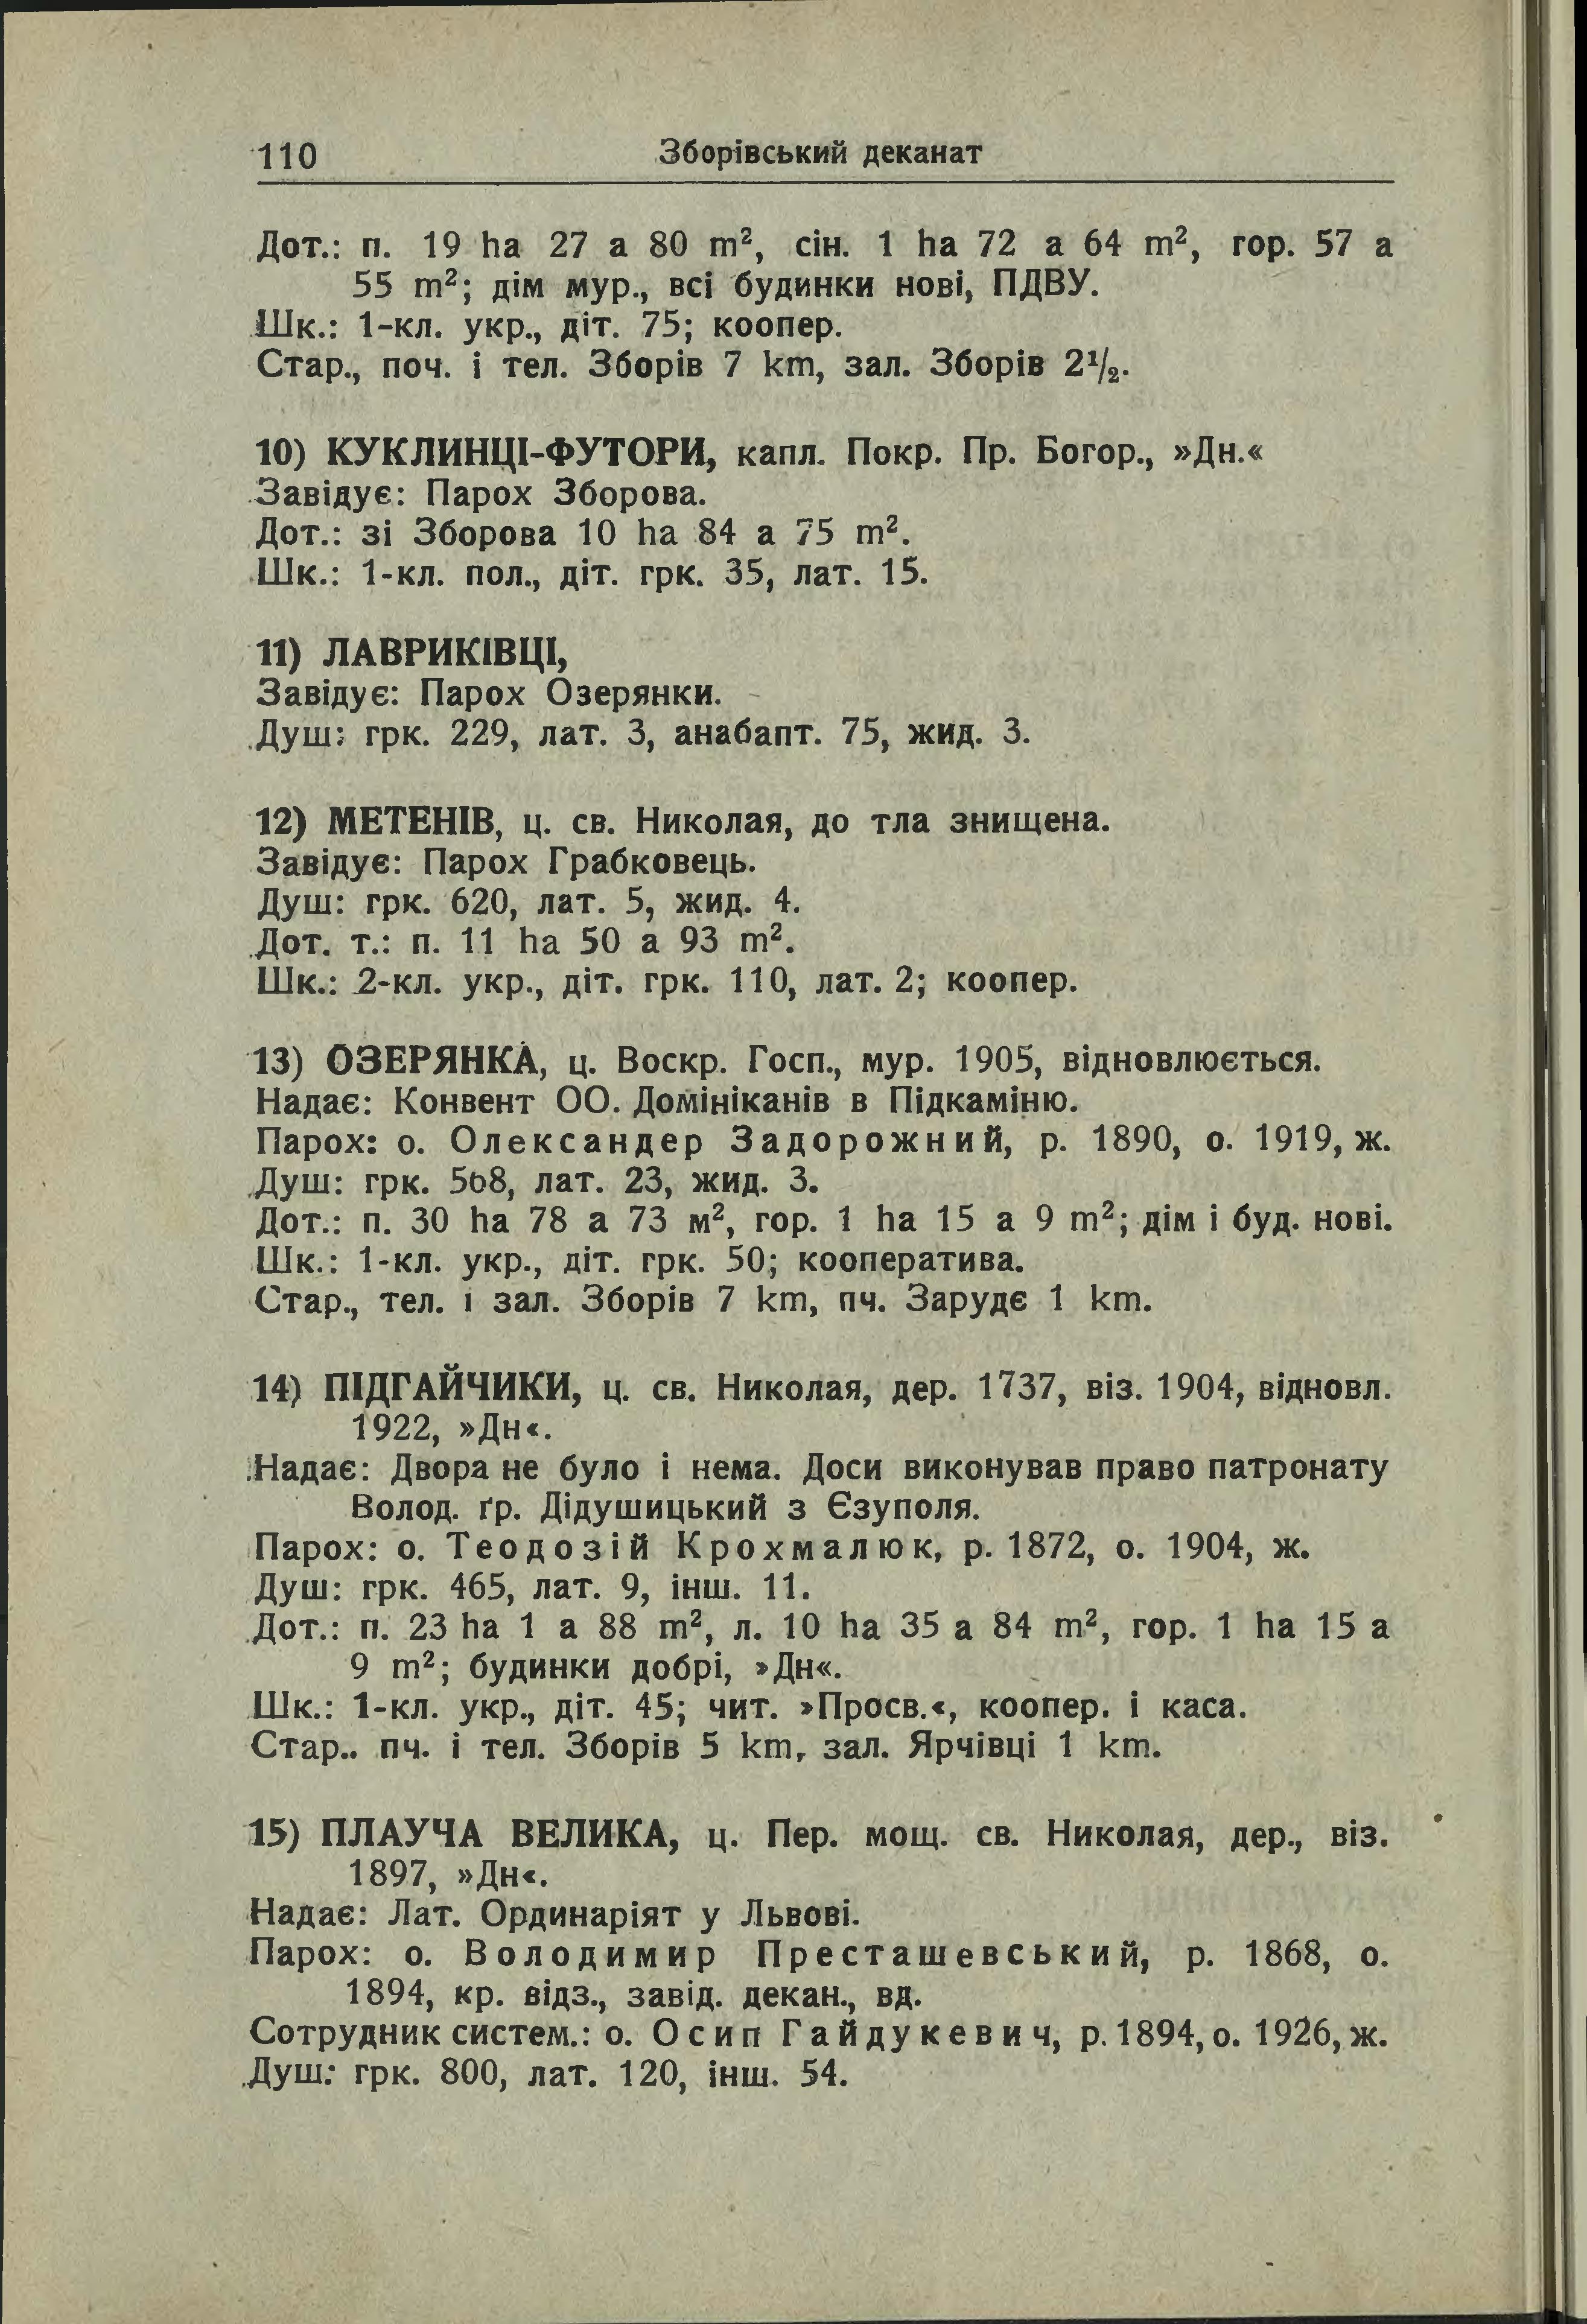 110 Зборівський деканат
Дот.: п. 19 ha 27 a 80 m², сін. 1 ha 72 a 64 m², гор. 57 a
55 m²; дім мур., всі будинки нові, ПДВУ.
Шк.: 1-кл. укр., діт. 75; коопер.
Стар., поч. і тел. Зборів 7 km, зал. Зборів 2½.
10) КУКЛИНЦІ-ФУТОРИ, капл. Покр. Пр. Богор., »Дн.«
Завідує: Парох Зборова.
Дот.: зі Зборова 10 ha 84 a 75 m².
Шк.: 1-кл. пол., діт. грк. 35, лат. 15.
11) ЛАВРИКІВЦІ,
Завідує: Парох Озерянки.
Душ: грк. 229, лат. 3, анабапт. 75, жид. 3.
12) МЕТЕНІВ, ц. св. Николая, до тла знищена.
Завідує: Парох Грабковець.
Душ: грк. 620, лат. 5, жид. 4.
Дот. т.: п. 11 ha 50 a 93 m².
Шк.: 2-кл. укр., діт. грк. 110, лат. 2; коопер.
13) ОЗЕРЯНКА, ц. Воскр. Госп., мур. 1905, відновлюється.
Надає: Конвент ОО. Домініканів в Підкаміню.
Парох: о. Олександер Задорожний, р. 1890, о. 1919, ж.
Душ: грк. 568, лат. 23, жид. 3.
Дот.: п. 30 ha 78 a 73 м², гор. 1 ha 15 a 9 m²; дім і буд. нові.
Шк.: 1-кл. укр., діт. грк. 50; кооператива.
Стар., тел. і зал. Зборів 7 km, пч. Зарудє 1 km.
14) ПІДГАЙЧИКИ, ц. св. Николая, дер. 1737, віз. 1904, відновл.
1922, »Дн«.
Надає: Двора не було і нема. Доси виконував право патронату
Волод. ґр. Дідушицький з Єзуполя.
Парох: о. Теодозій Крохмалюк, р. 1872, о. 1904, ж.
Душ: грк. 465, лат. 9, інш. 11.
Дот.: п. 23 ha 1 a 88 m², л. 10 ha 35 a 84 m², гор. 1 ha 15 a
9 m²; будинки добрі, »Дн«.
Шк.: 1-кл. укр., діт. 45; чит. »Просв.«, коопер. і каса.
Стар.. пч. і тел. Зборів 5 km, зал. Ярчівці 1 km.
15) ПЛАУЧА ВЕЛИКА, ц. Пер. мощ. св. Николая, дер., віз.
1897, »Дн«.
Надає: Лат. Ординаріят у Львові.
Парох: о. Володимир Престашевський, р. 1868, о.
1894, кр. відз., завід. декан., вд.
Сотрудник систем.: о. Осип Гайдукевич, р. 1894, о. 1926, ж.
Душ: грк. 800, лат. 120, інш. 54.